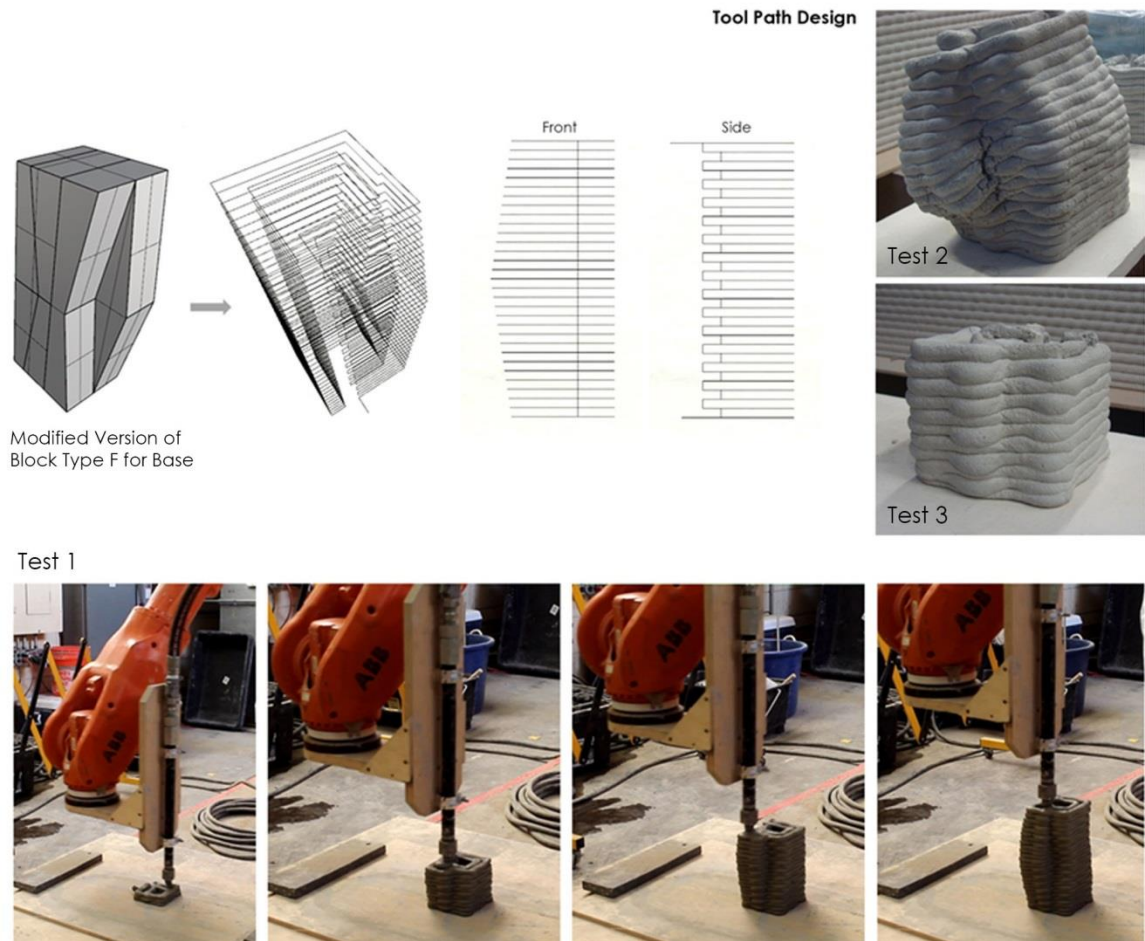 Tool Path Design
Front
Side
Test 2
Modified Version of
Block Type F for Base
Test 3
Test 1
ABB
ABB
ABB
ABB